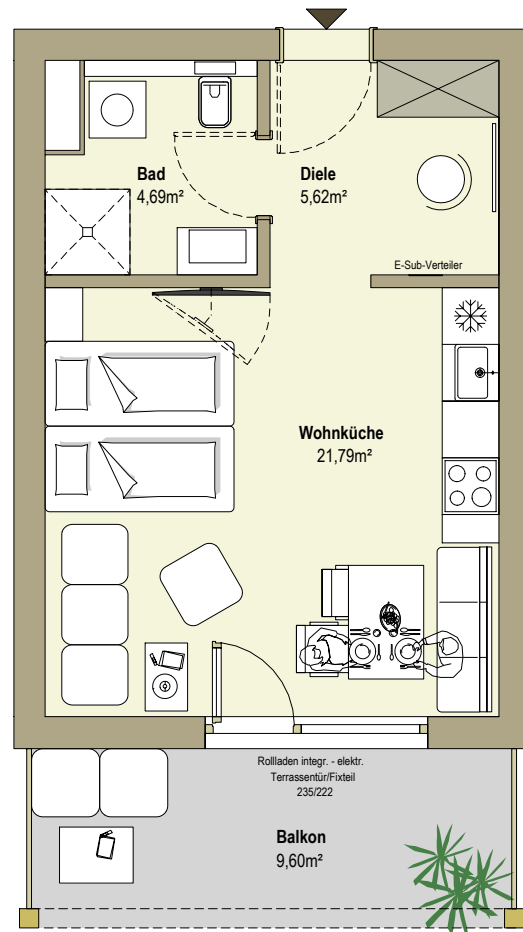 Bad
4,69m²
Diele
5,62m²
E-Sub-Verteiler
Wohnküche
21,79m²
Rollladen integr. - elektr.
Terrassentür/Fixteil
235/222
Balkon
9,60m²